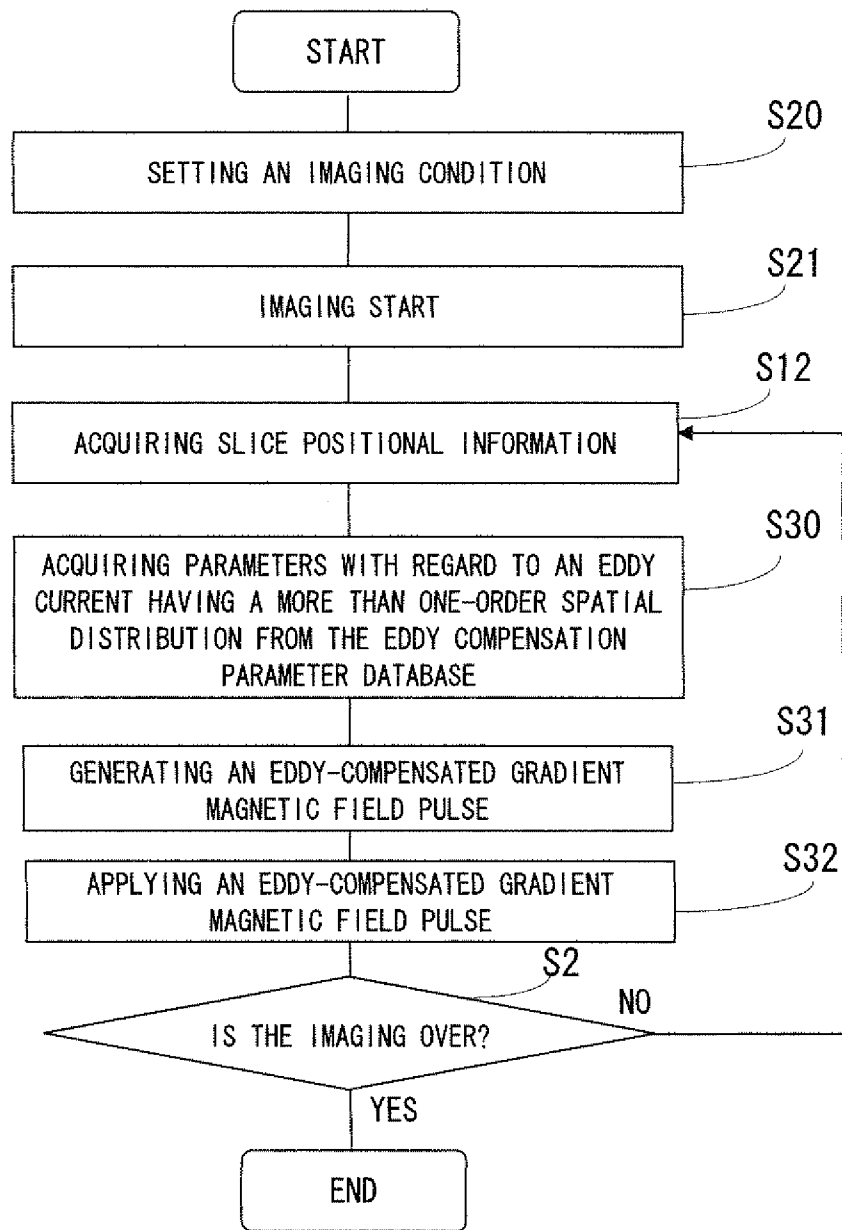 START
S20
SETTING AN IMAGING CONDITION
S21
IMAGING START
S12
ACQUIRING SLICE POSITIONAL INFORMATION
S30
ACQUIRING PARAMETERS WITH REGARD TO AN EDDY
CURRENT HAVING A MORE THAN ONE-ORDER SPATIAL
DISTRIBUTION FROM THE EDDY COMPENSATION
PARAMETER DATABASE
S31
GENERATING AN EDDY-COMPENSATED GRADIENT
MAGNETIC FIELD PULSE
S32
APPLYING AN EDDY-COMPENSATED GRADIENT
MAGNETIC FIELD PULSE
S2
NO
IS THE IMAGING OVER?
YES
END